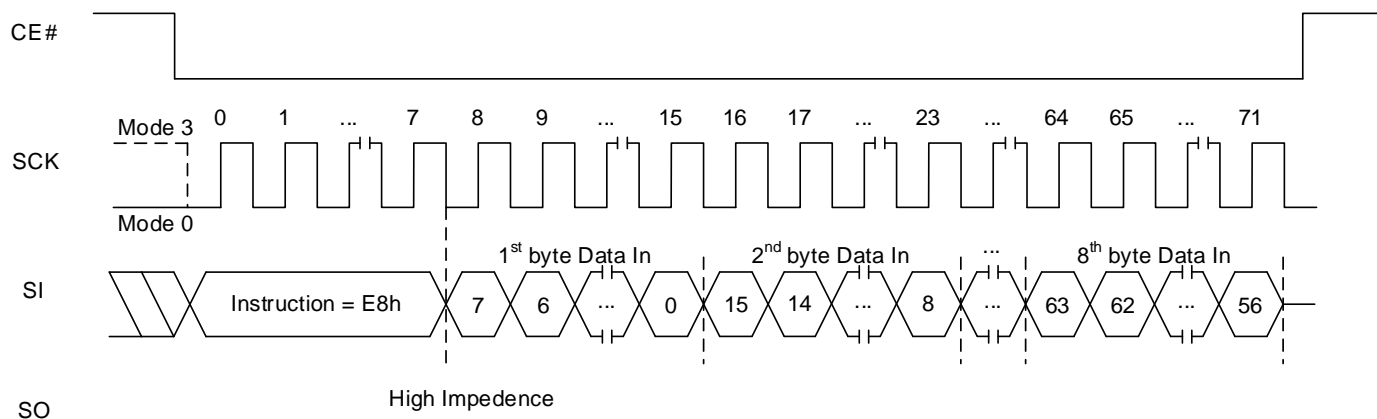 CE#
0 1 ... 7 8 9 ... 15 16 17 ... 23 ... 64 65 ... 71
Mode 3
SCK
Mode 0
1st byte Data In 2nd byte Data In ... 8th byte Data In
SI
Instruction = E8h 7 6 ... 0 15 14 ... 8 ... 63 62 ... 56
High Impedence
SO